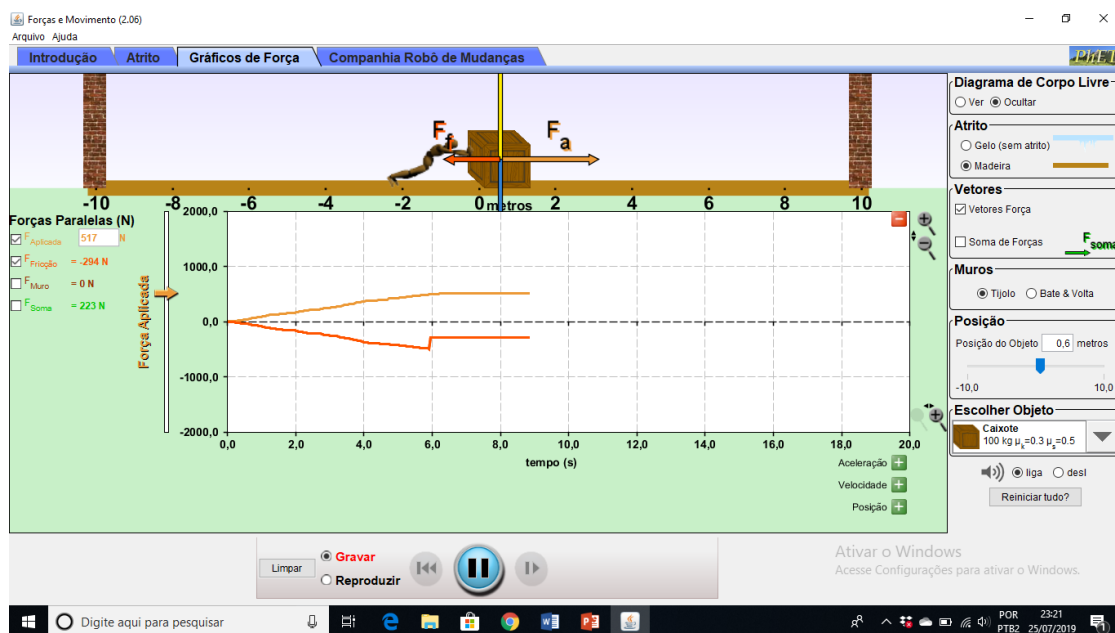 Forças e Movimento (2.06)
Arquivo Ajuda
Introdução Atrito Gráficos de Força Companhia Robô de Mudanças PhET
Diagrama de Corpo Livre
Ver Ocultar
Atrito
Gelo (sem atrito)
Madeira
Vetores
Vetores Força
Soma de Forças Fsoma
Muros
Tijolo Bate & Volta
Posição
Posição do Objeto 0,6 metros
-10,0 10,0
Escolher Objeto
Caixote
100 kg μk=0.3 μs=0.5
liga desl
Reiniciar tudo?
Ff Fa
-10 -8 -6 -4 -2 0 metros 2 4 6 8 10
Forças Paralelas (N)
FAplicada 517 N
FFricção = -294 N
FMuro = 0 N
FSoma = 223 N
Força Aplicada
2000,0
1000,0
0,0
-1000,0
-2000,0
0,0 2,0 4,0 6,0 8,0 10,0 12,0 14,0 16,0 18,0 20,0
tempo (s)
Aceleração
Velocidade
Posição
Limpar
Gravar
Reproduzir
Ativar o Windows
Acesse Configurações para ativar o Windows.
Digite aqui para pesquisar
POR 23:21
PTB2 25/07/2019